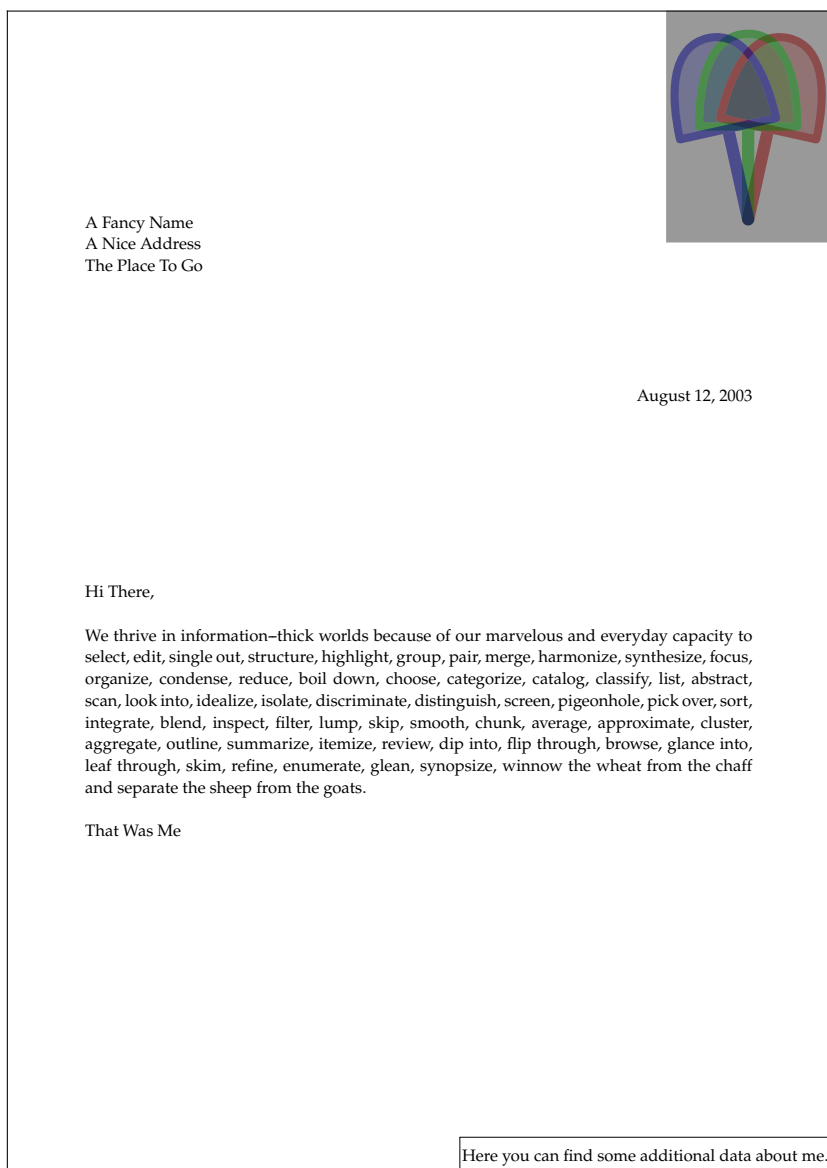 A Fancy Name
A Nice Address
The Place To Go
August 12, 2003
Hi There,
We thrive in information–thick worlds because of our marvelous and everyday capacity to
select, edit, single out, structure, highlight, group, pair, merge, harmonize, synthesize, focus,
organize, condense, reduce, boil down, choose, categorize, catalog, classify, list, abstract,
scan, look into, idealize, isolate, discriminate, distinguish, screen, pigeonhole, pick over, sort,
integrate, blend, inspect, filter, lump, skip, smooth, chunk, average, approximate, cluster,
aggregate, outline, summarize, itemize, review, dip into, flip through, browse, glance into,
leaf through, skim, refine, enumerate, glean, synopsize, winnow the wheat from the chaff
and separate the sheep from the goats.
That Was Me
Here you can find some additional data about me.